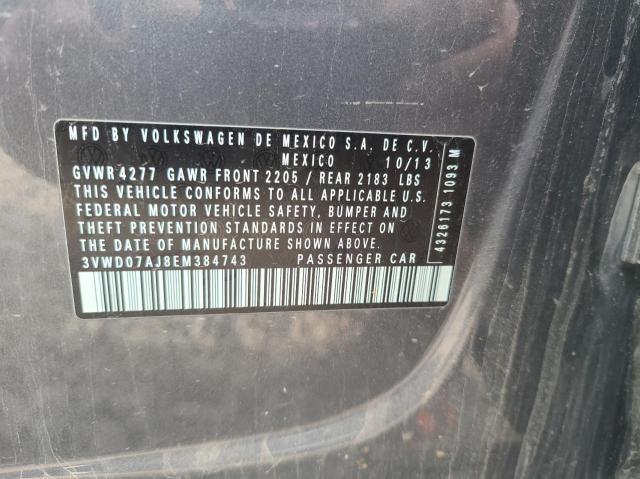 MFD BY VOLKSWAGEN DE MEXICO S.A. DE C.V.
MEXICO 10/13
GVWR 4277 GAWR FRONT 2205 / REAR 2183 LBS
THIS VEHICLE CONFORMS TO ALL APPLICABLE U.S.
FEDERAL MOTOR VEHICLE SAFETY, BUMPER AND
THEFT PREVENTION STANDARDS IN EFFECT ON
THE DATE OF MANUFACTURE SHOWN ABOVE.
3VWD07AJ8EM384743 PASSENGER CAR
4326173 1093 M